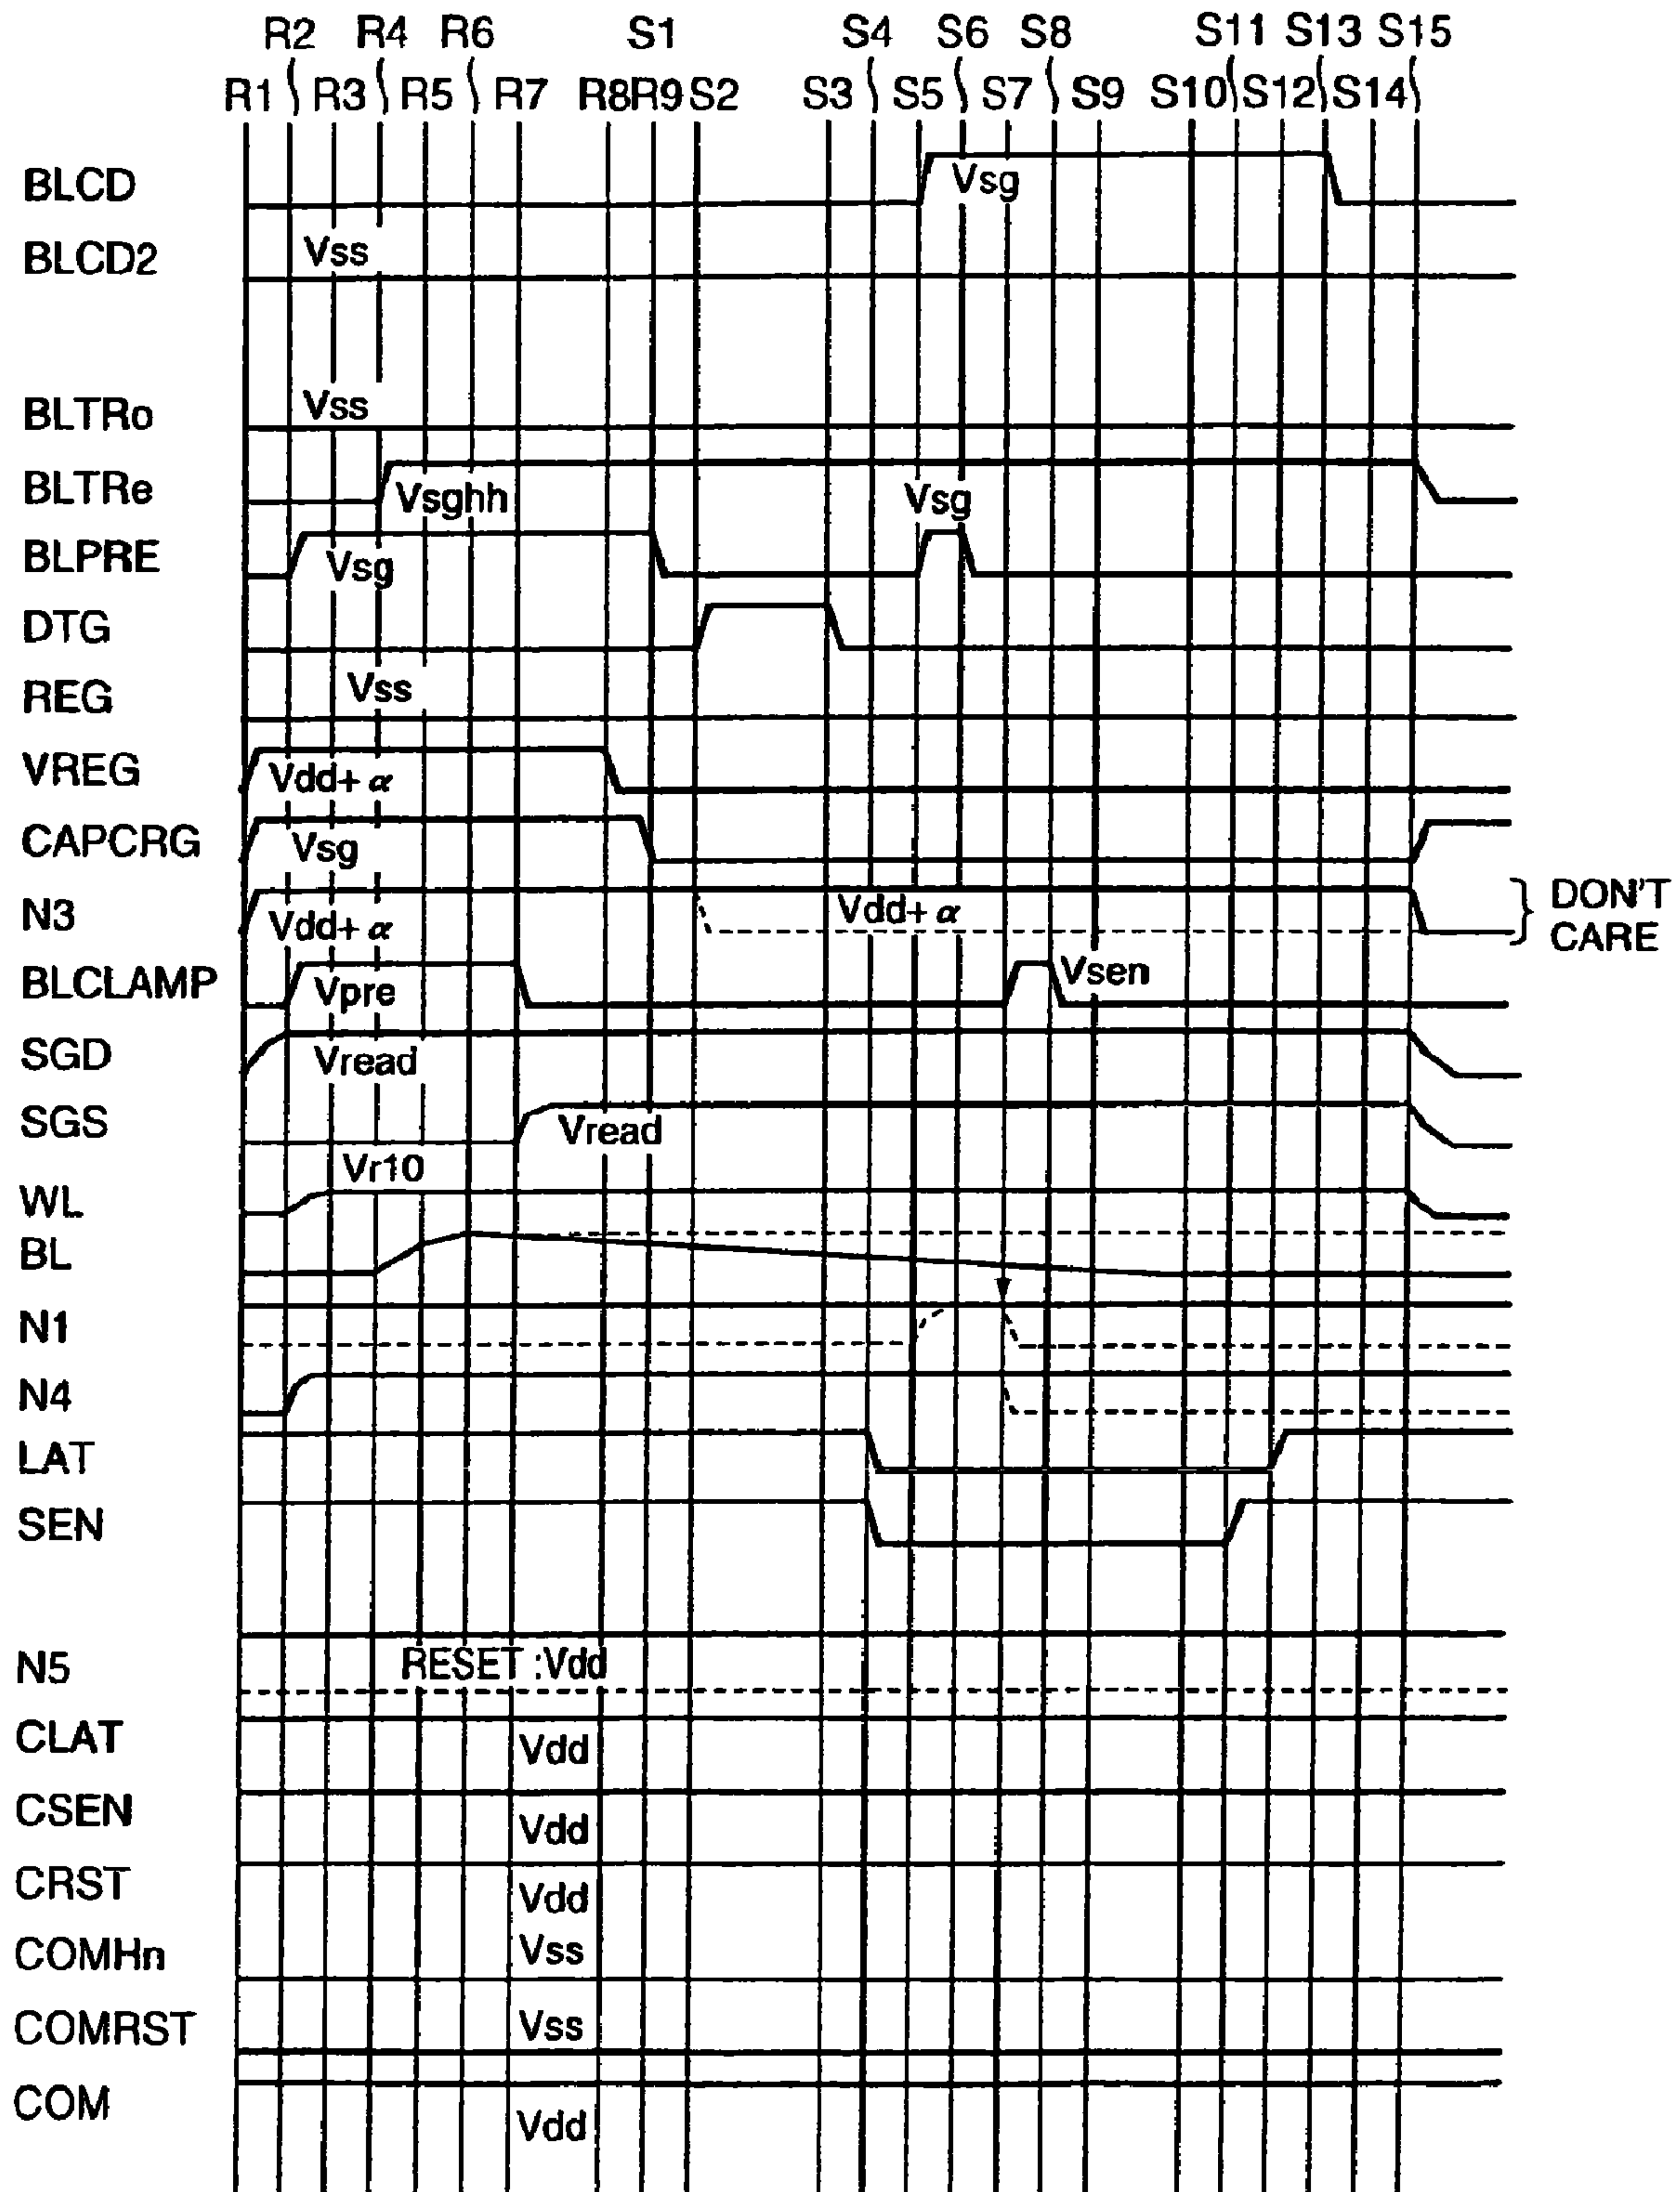 R2 R4 R6 S1 S4 S6 S8 S11 S13 S15
R1 R3 R5 R7 R8 R9 S2 S3 S5 S7 S9 S10 S12 S14
BLCD Vsg
BLCD2 Vss
BLTRo Vss
BLTRe Vsghh Vsg
BLPRE Vsg
DTG
REG Vss
VREG Vdd+α
CAPCRG Vsg
N3 Vdd+α Vdd+α } DON'T
CARE
BLCLAMP Vpre Vsen
SGD Vread
SGS Vread
Vr10
WL
BL
N1
N4
LAT
SEN
N5 RESET :Vdd
CLAT Vdd
CSEN Vdd
CRST Vdd
COMHn Vss
COMRST Vss
COM Vdd